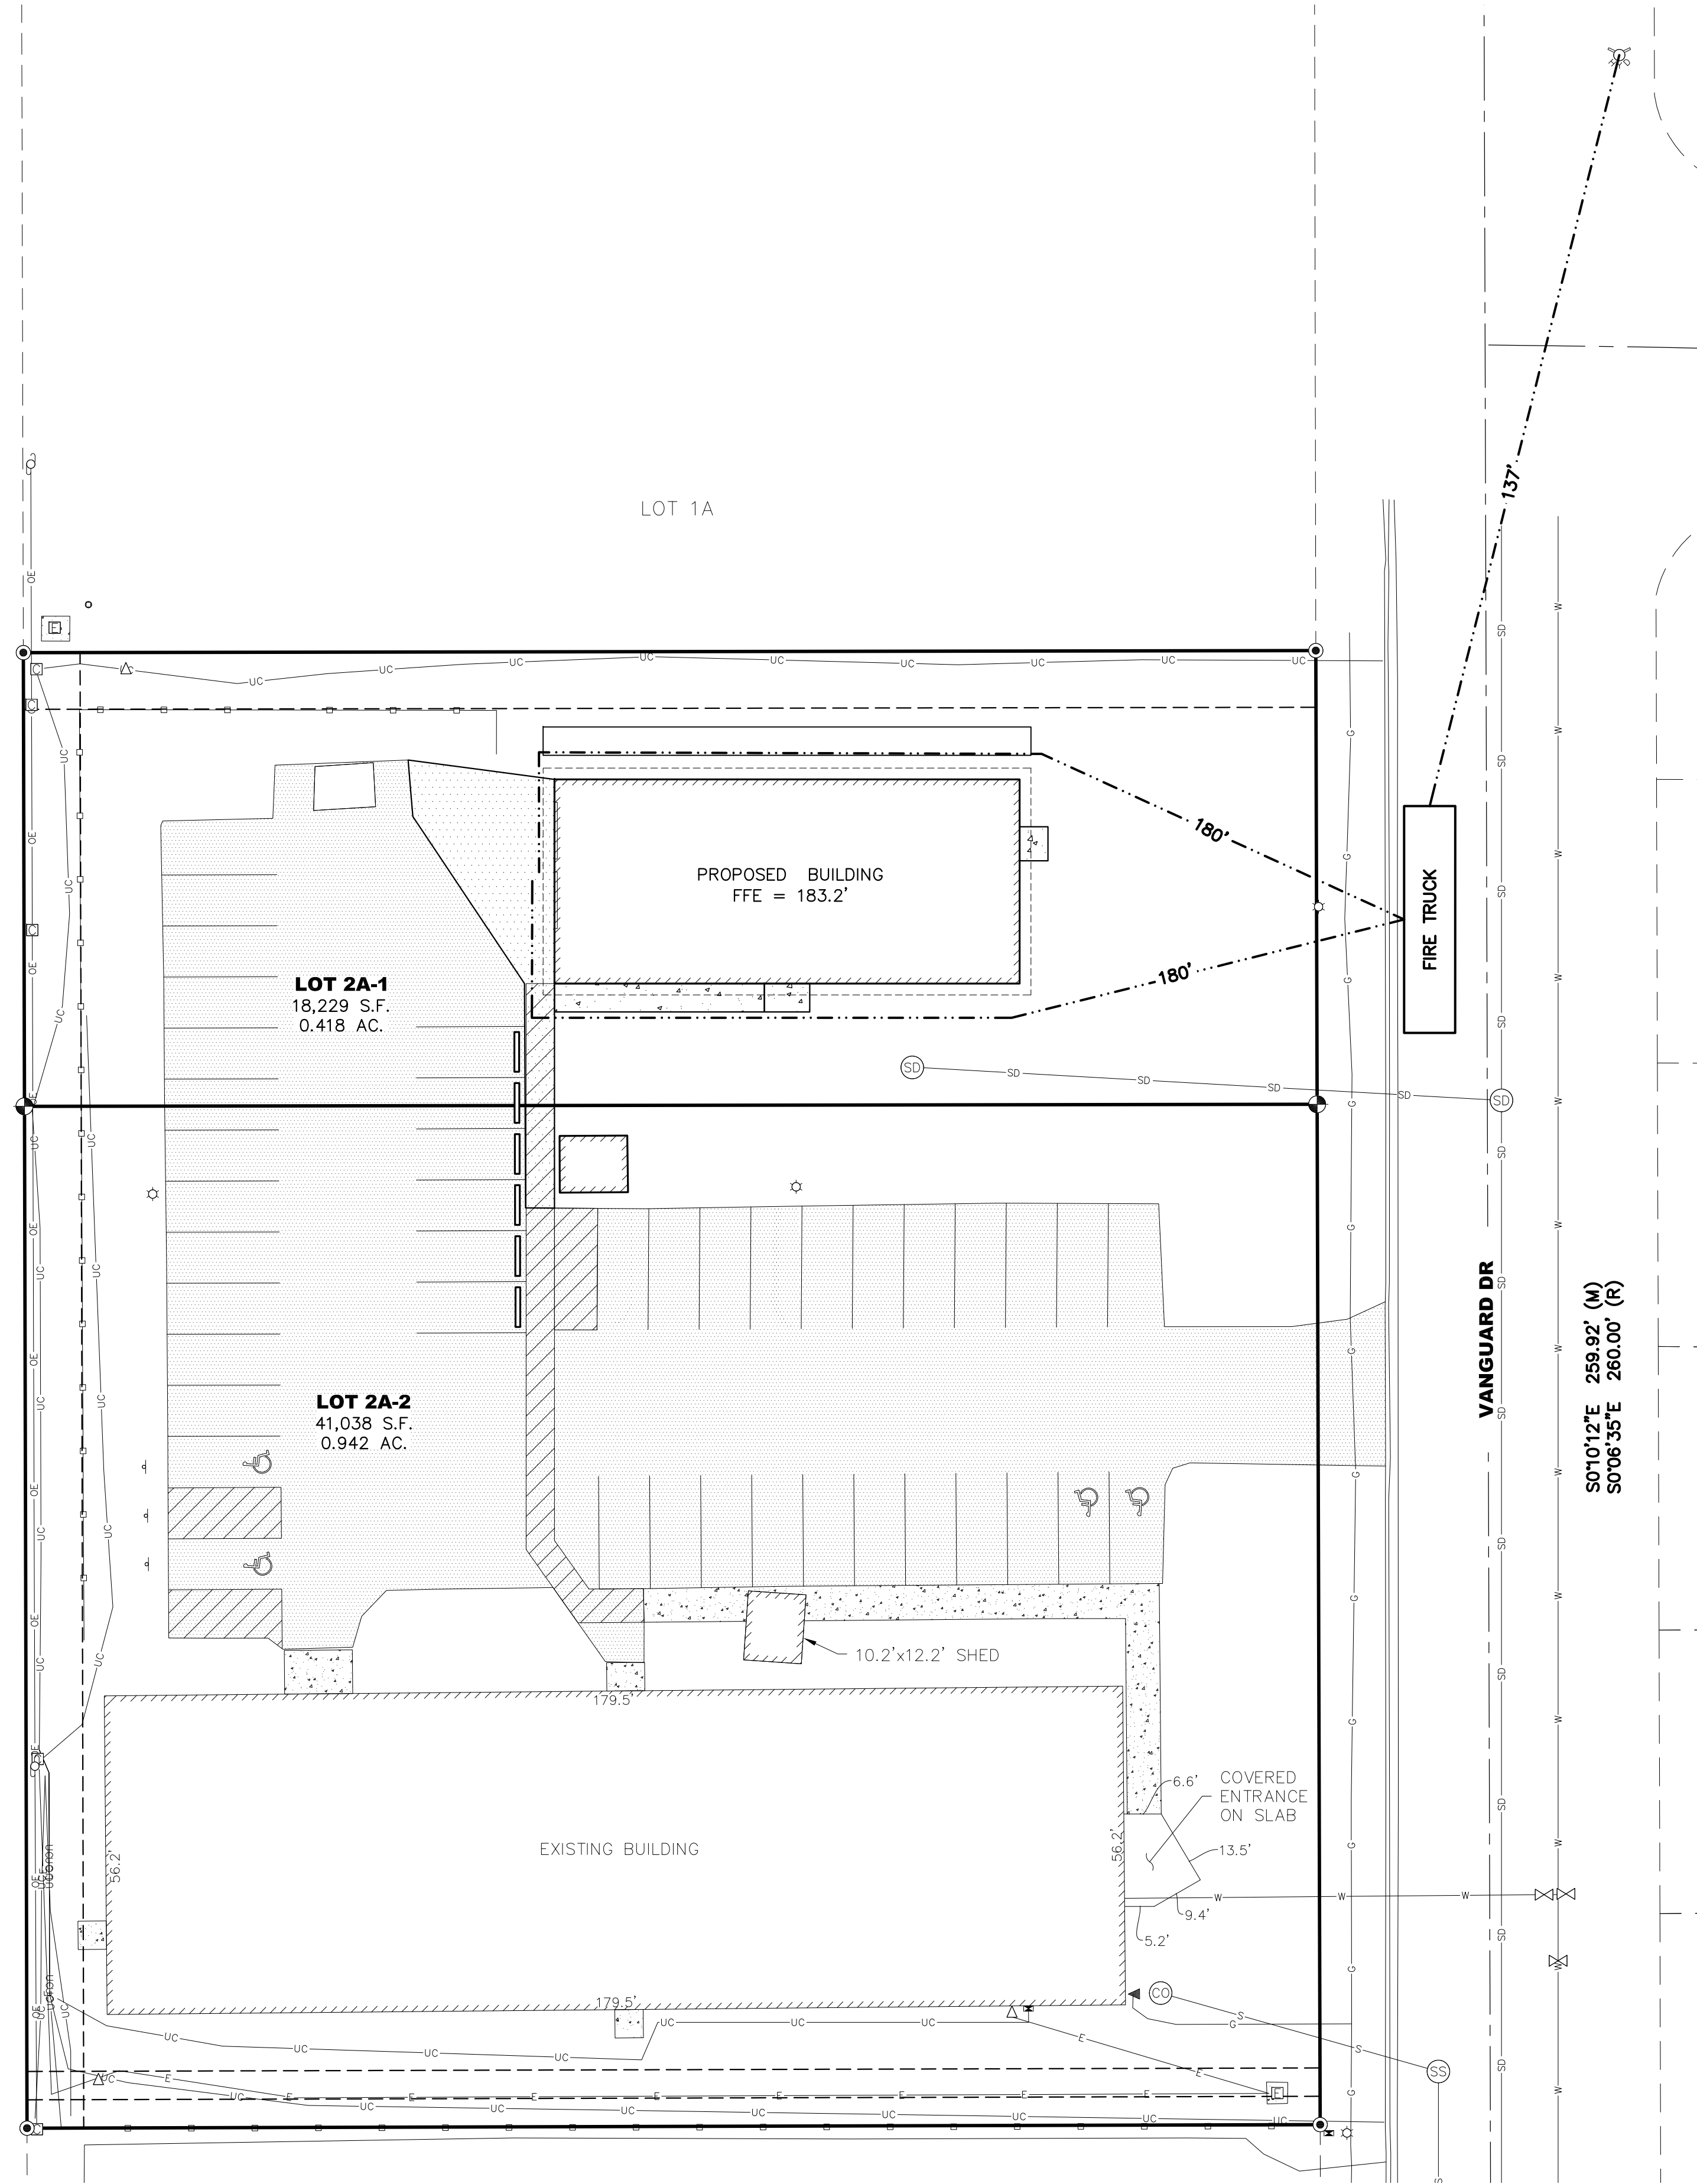 LOT 1A
137'
180'
PROPOSED BUILDING
FFE = 183.2'
FIRE TRUCK
180'
LOT 2A-1
18,229 S.F.
0.418 AC.
SD
SD
VANGUARD DR
S0°10'12"E 259.92' (M)
S0°06'35"E 260.00' (R)
LOT 2A-2
41,038 S.F.
0.942 AC.
10.2'x12.2' SHED
179.5'
6.6'
COVERED
ENTRANCE
ON SLAB
56.2'
EXISTING BUILDING
56.2'
13.5'
9.4'
5.2'
179.5'
CO
SS
UC
OE
E
G
W
S
C